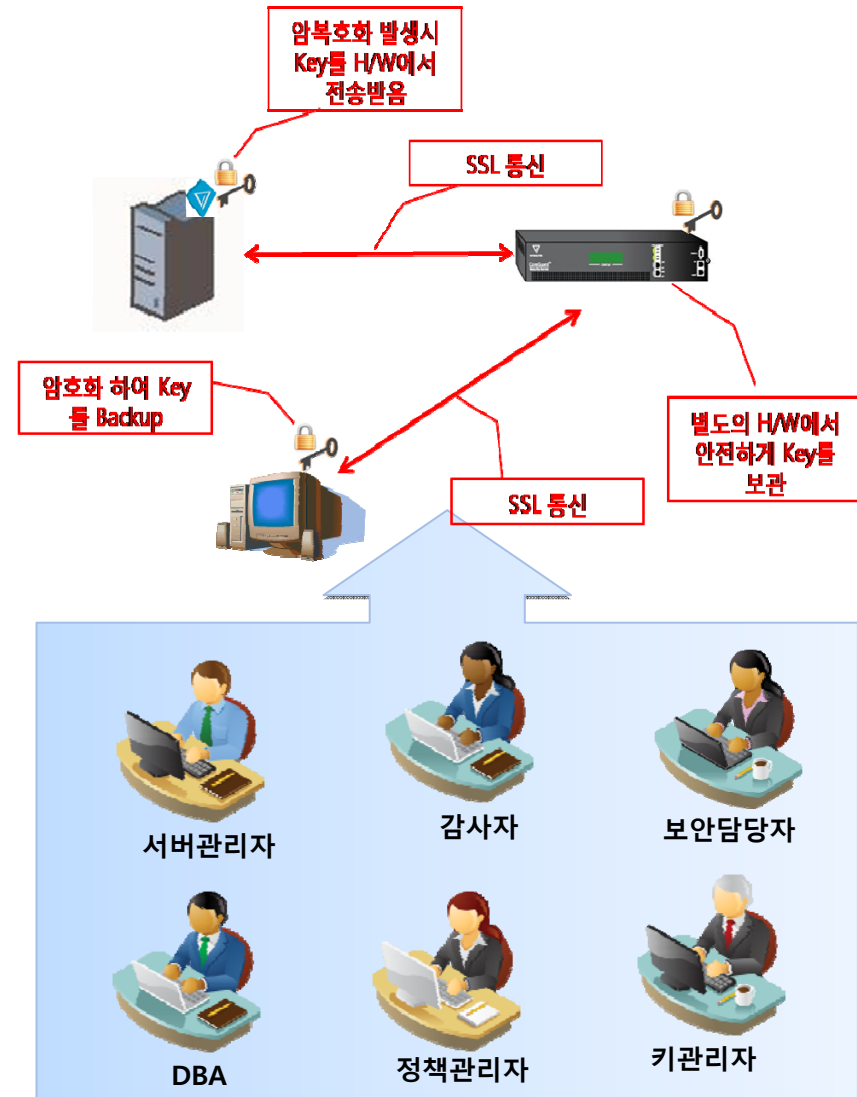 암복호화 발생시
Key를 H/W에서
전송받음
SSL 통신
암호화 하여 Key
를 Backup
별도의 H/W에서
안전하게 Key를
보관
SSL 통신
서버관리자
감사자
보안담당자
DBA
정책관리자
키관리자